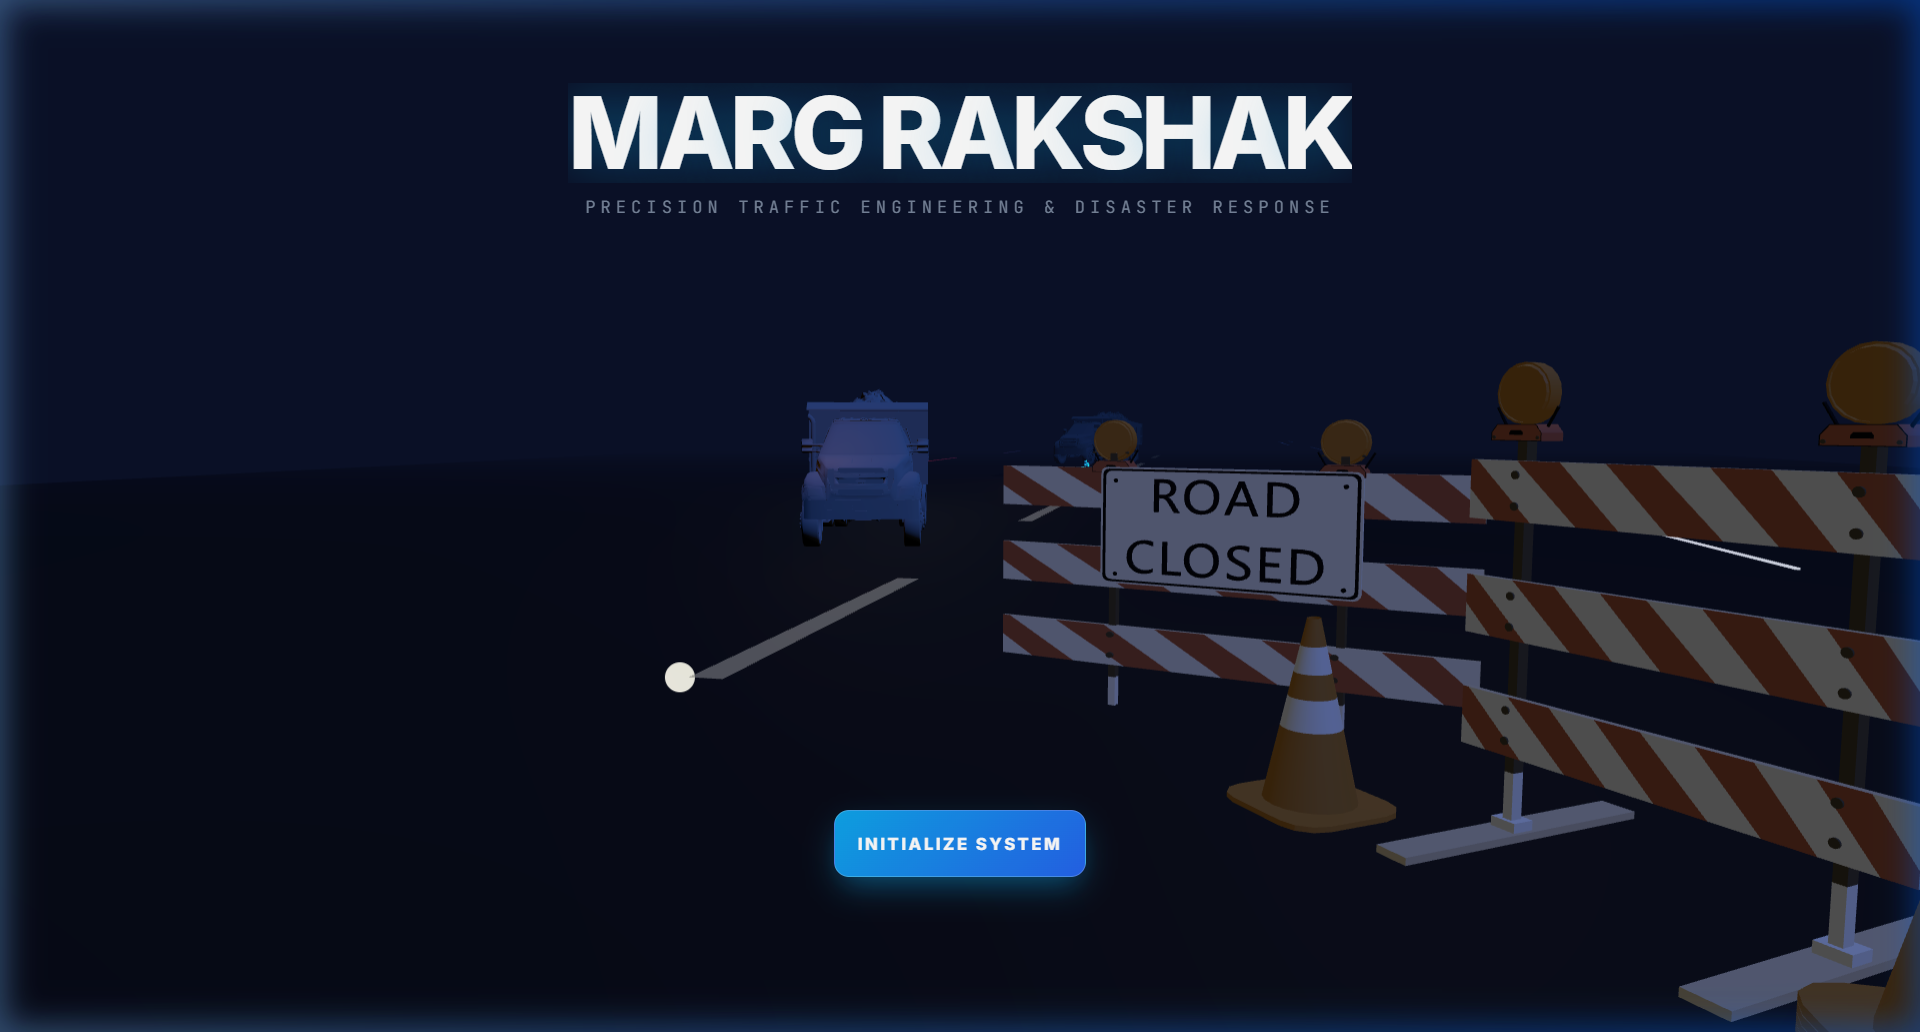 MARG RAKSHAK
PRECISION TRAFFIC ENGINEERING & DISASTER RESPONSE
ROAD
CLOSED
INITIALIZE SYSTEM